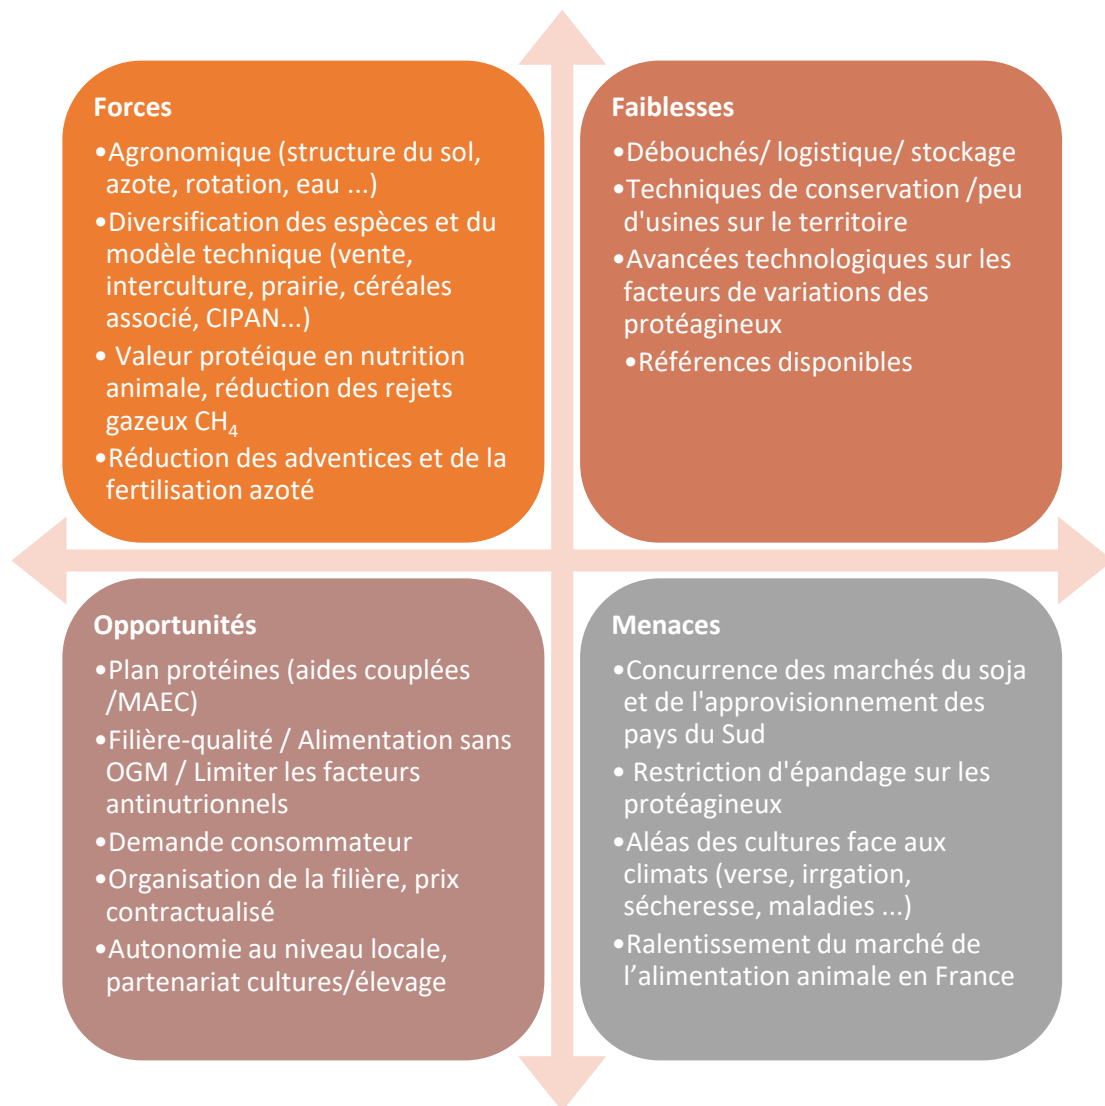 Forces
•Agronomique (structure du sol,
azote, rotation, eau ...)
•Diversification des espèces et du
modèle technique (vente,
interculture, prairie, céréales
associé, CIPAN...)
• Valeur protéique en nutrition
animale, réduction des rejets
gazeux CH₄
•Réduction des adventices et de la
fertilisation azoté
Faiblesses
•Débouchés/ logistique/ stockage
•Techniques de conservation /peu
d'usines sur le territoire
•Avancées technologiques sur les
facteurs de variations des
protéagineux
•Références disponibles
Opportunités
•Plan protéines (aides couplées
/MAEC)
•Filière-qualité / Alimentation sans
OGM / Limiter les facteurs
antinutrionnels
•Demande consommateur
•Organisation de la filière, prix
contractualisé
•Autonomie au niveau locale,
partenariat cultures/élevage
Menaces
•Concurrence des marchés du soja
et de l'approvisionnement des
pays du Sud
• Restriction d'épandage sur les
protéagineux
•Aléas des cultures face aux
climats (verse, irrgation,
sécheresse, maladies ...)
•Ralentissement du marché de
l’alimentation animale en France